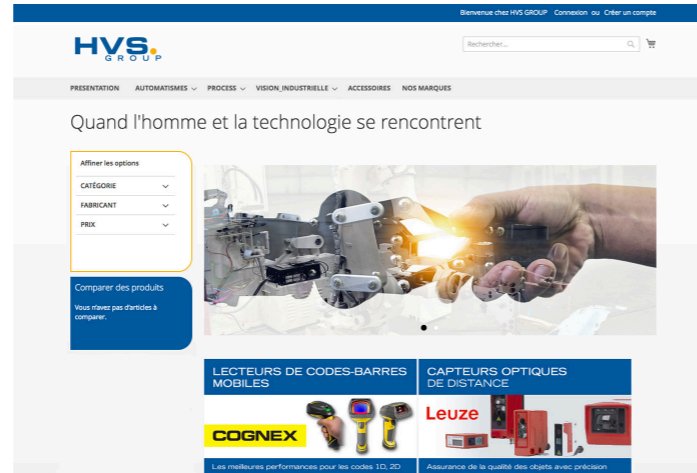 Bienvenue chez HVS GROUP Connexion ou Créer un compte
HVS.
GROUP
Rechercher...
PRESENTATION AUTOMATISMES PROCESS VISION_INDUSTRIELLE ACCESSOIRES NOS MARQUES
Quand l'homme et la technologie se rencontrent
Affiner les options
CATÉGORIE
FABRICANT
PRIX
Comparer des produits
Vous n'avez pas d'articles à
comparer.
LECTEURS DE CODES-BARRES
MOBILES
COGNEX
Les meilleures performances pour les codes 1D, 2D
CAPTEURS OPTIQUES
DE DISTANCE
Leuze
Assurance de la qualité des objets avec précision